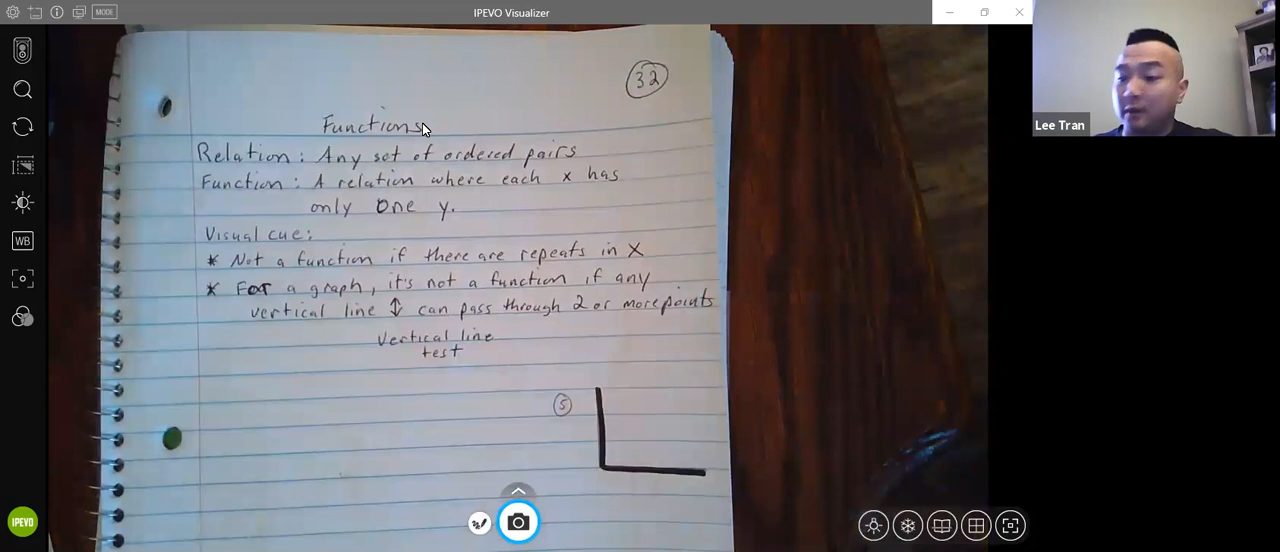 MODE
IPEVO Visualizer
WB
Lee Tran
32
Functions
Relation: Any set of ordered pairs
Function: A relation where each x has
only one y.
Visual cue:
* Not a function if there are repeats in X
* For a graph, it's not a function if any
vertical line ↕ can pass through 2 or more points
Vertical line
test
5
IPEVO